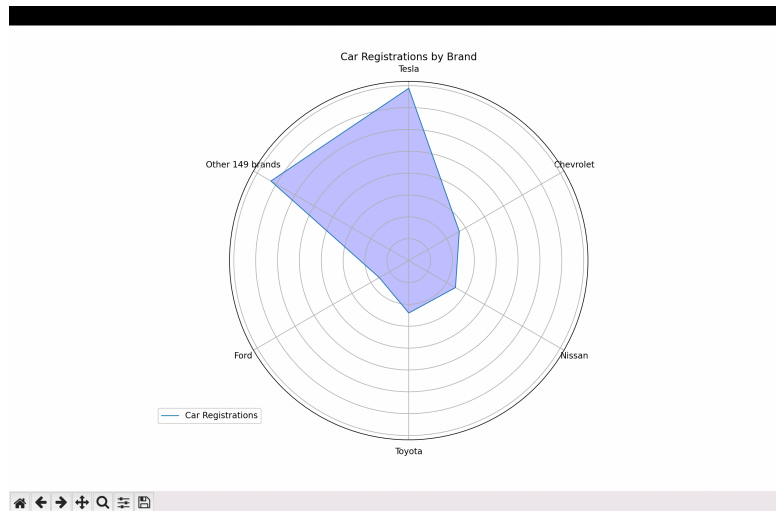 Car Registrations by Brand
Tesla
Other 149 brands
Chevrolet
Ford
Nissan
Car Registrations
Toyota